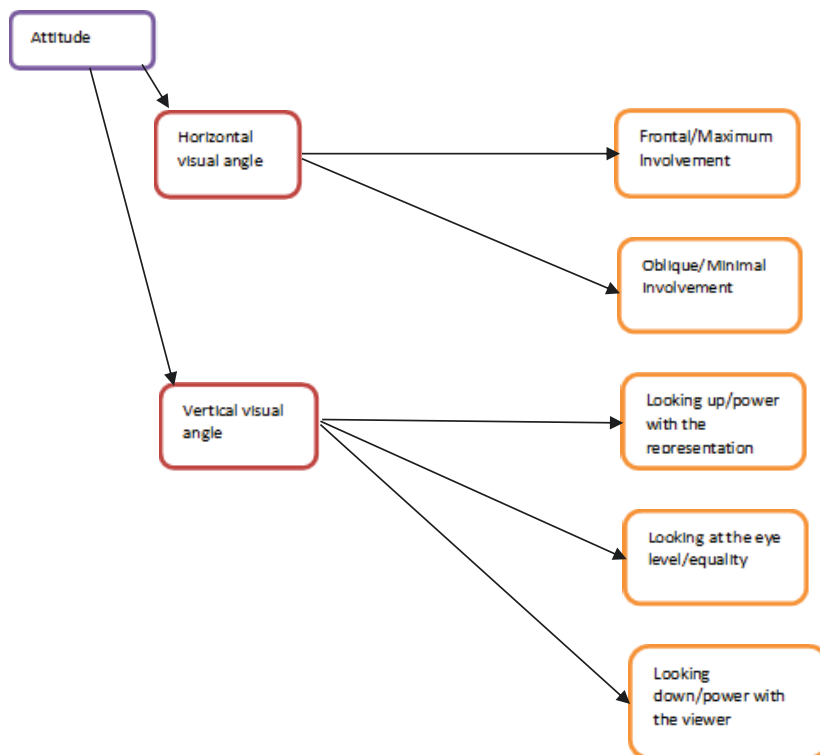 Attitude
Horizontal
visual angle
Frontal/Maximum
Involvement
Oblique/Minimal
Involvement
Vertical visual
angle
Looking up/power
with the
representation
Looking at the eye
level/equality
Looking
down/power with
the viewer